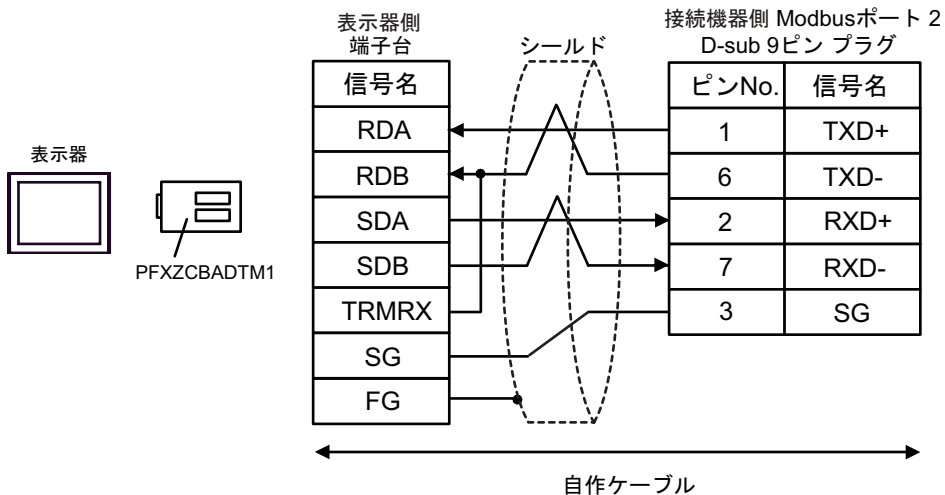 表示器
PFXZCBADTM1
表示器側
端子台
信号名
RDA
RDB
SDA
SDB
TRMRX
SG
FG
シールド
接続機器側 Modbusポート 2
D-sub 9ピン プラグ
ピンNo. 信号名
1 TXD+
6 TXD-
2 RXD+
7 RXD-
3 SG
自作ケーブル